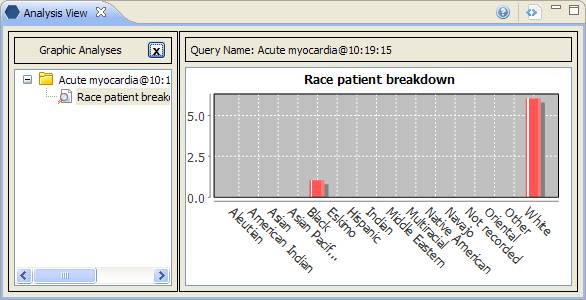 Analysis View
Graphic Analyses
X
Acute myocardia@10:1
Race patient break
Query Name: Acute myocardia@10:19:15
Race patient breakdown
5.0
2.5
0.0
Aleutian
American Indian
Asian
Asian Pacif...
Black
Eskimo
Hispanic
Indian
Middle Eastern
Multiracial
Native American
Navajo
Not recorded
Oriental
Other
White